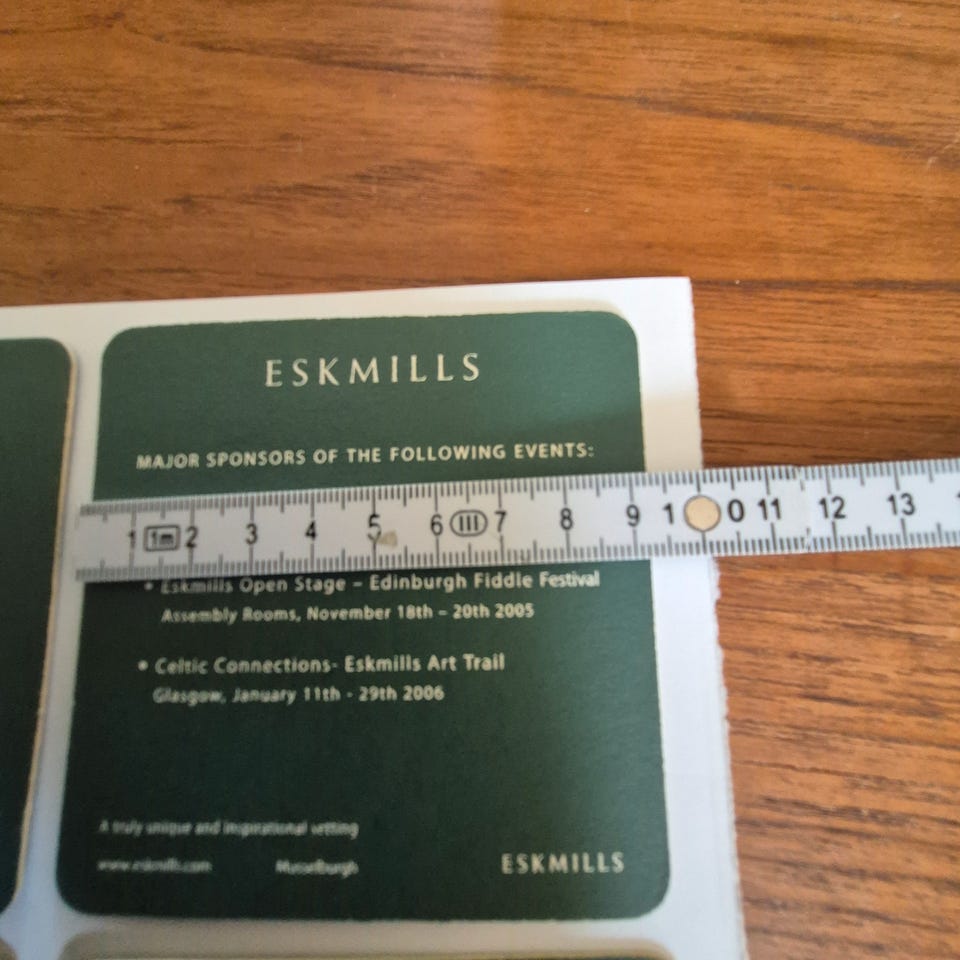 ESKMILLS
MAJOR SPONSORS OF THE FOLLOWING EVENTS:
1 1m 2 3 4 5 6 III 7 8 9 1 0 11 12 13
• Eskmills Open Stage – Edinburgh Fiddle Festival
Assembly Rooms, November 18th – 20th 2005
• Celtic Connections- Eskmills Art Trail
Glasgow, January 11th - 29th 2006
A truly unique and inspirational setting
www.eskmills.com Musselburgh ESKMILLS